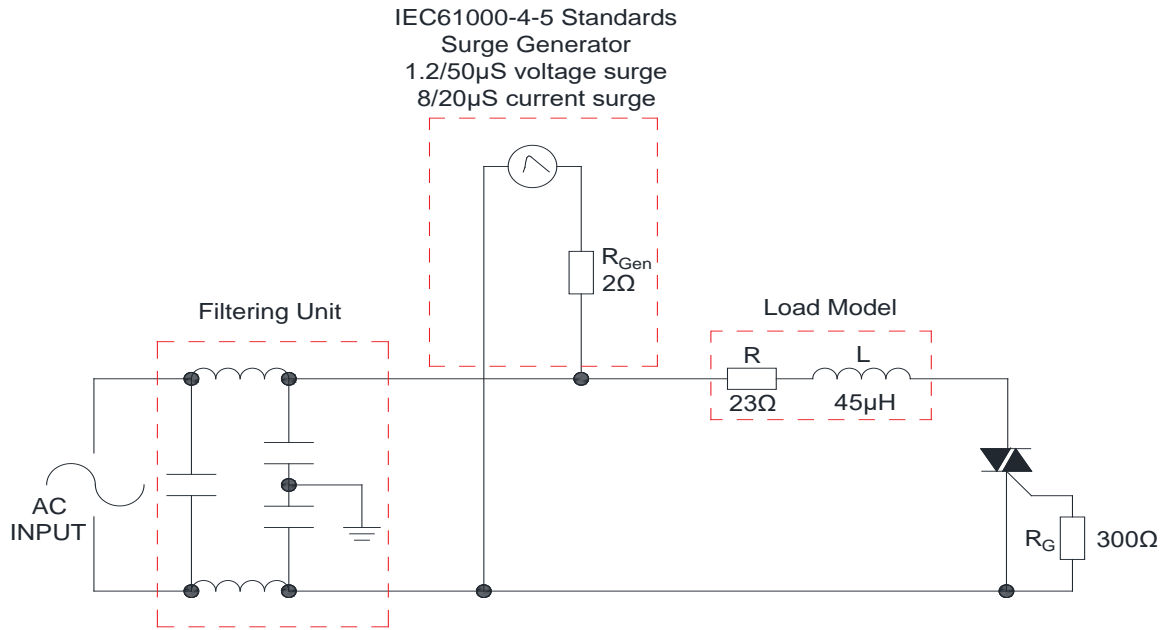 IEC61000-4-5 Standards
Surge Generator
1.2/50µS voltage surge
8/20µS current surge
R_Gen
2Ω
Filtering Unit
Load Model
R
L
23Ω
45µH
AC
INPUT
R_G
300Ω